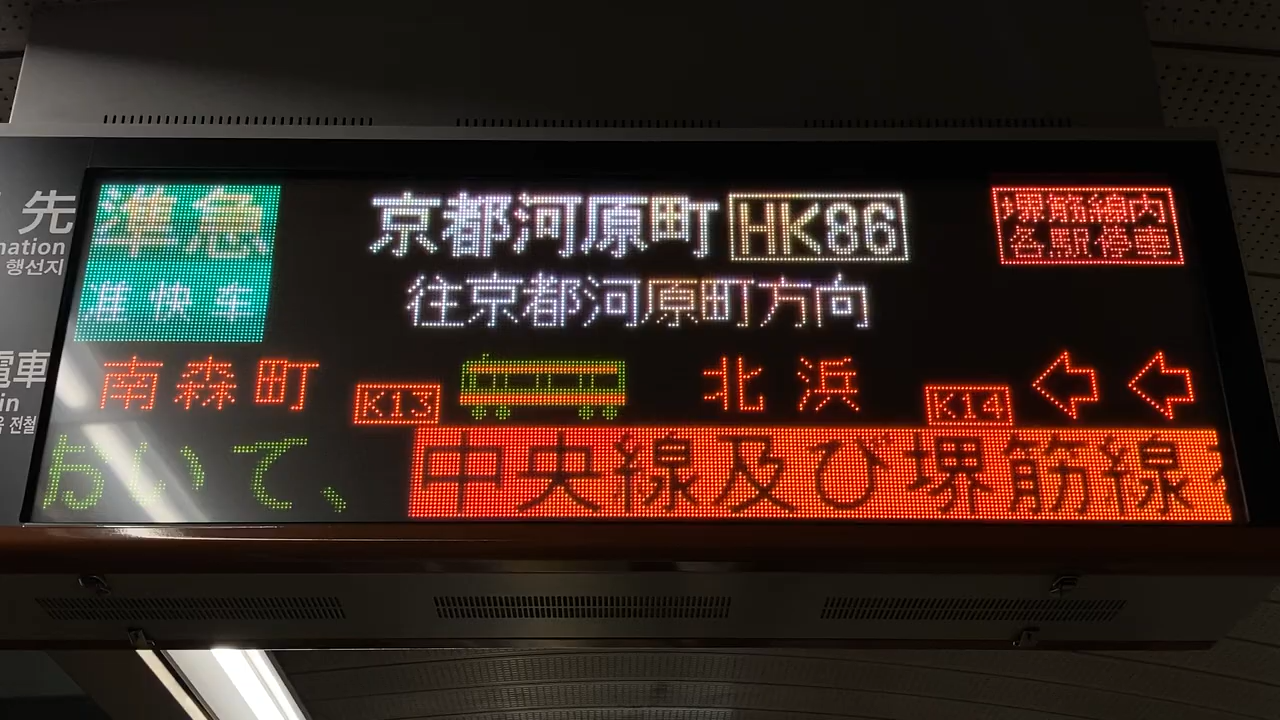 先
nation
행선지
準急
准快车
京都河原町 HK86
往京都河原町方向
堺筋線内
各駅停車
電車
in
전철
南森町 K13 北浜 K14
おいて、中央線及び堺筋線